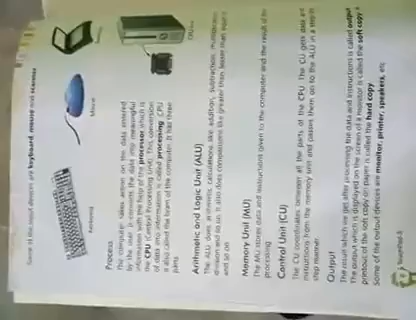 Some of the input devices are keyboard, mouse and scanner
Keyboard
Mouse
Process
The computer takes action on the data entered
by the user. It converts the data into meaningful
information with the help of the processor which is
the CPU (Central Processing Unit). This conversion
of data into information is called processing. CPU
is also called the brain of the computer. It has three
parts
Arithmetic and Logic Unit (ALU)
The ALU does arithmetic calculations like addition, subtraction, multiplication,
division and so on. It also does comparisons like greater than, lesser than
and so on
Memory Unit (MU)
The MU stores data and instructions given to the computer and the result of the
processing
Control Unit (CU)
The CU coordinates between all the parts of the CPU. The CU gets data and
instructions from the memory unit and passes them on to the ALU in a step by
step manner
Output
The result which we get after processing the data and instructions is called output
The output which is displayed on the screen of a monitor is called the soft copy
printout of the soft copy on paper is called the hard copy
Some of the output devices are monitor, printer, speakers, etc